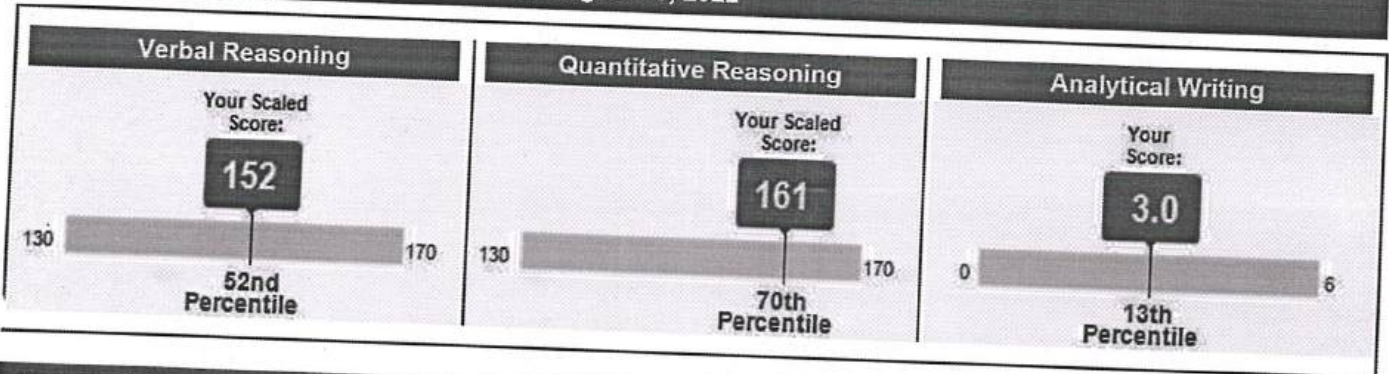 Verbal Reasoning
Your Scaled
Score:
152
130
170
52nd
Percentile
Quantitative Reasoning
Your Scaled
Score:
161
130
170
70th
Percentile
Analytical Writing
Your
Score:
3.0
0
6
13th
Percentile